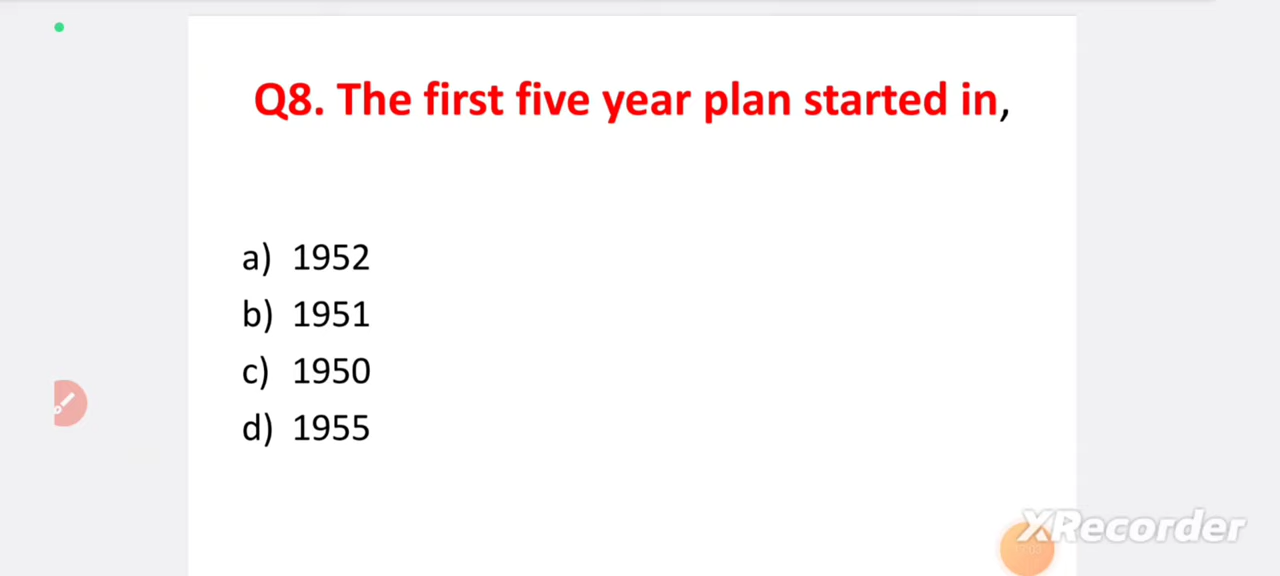 Q8. The first five year plan started in,
a) 1952
b) 1951
c) 1950
d) 1955
XRecorder